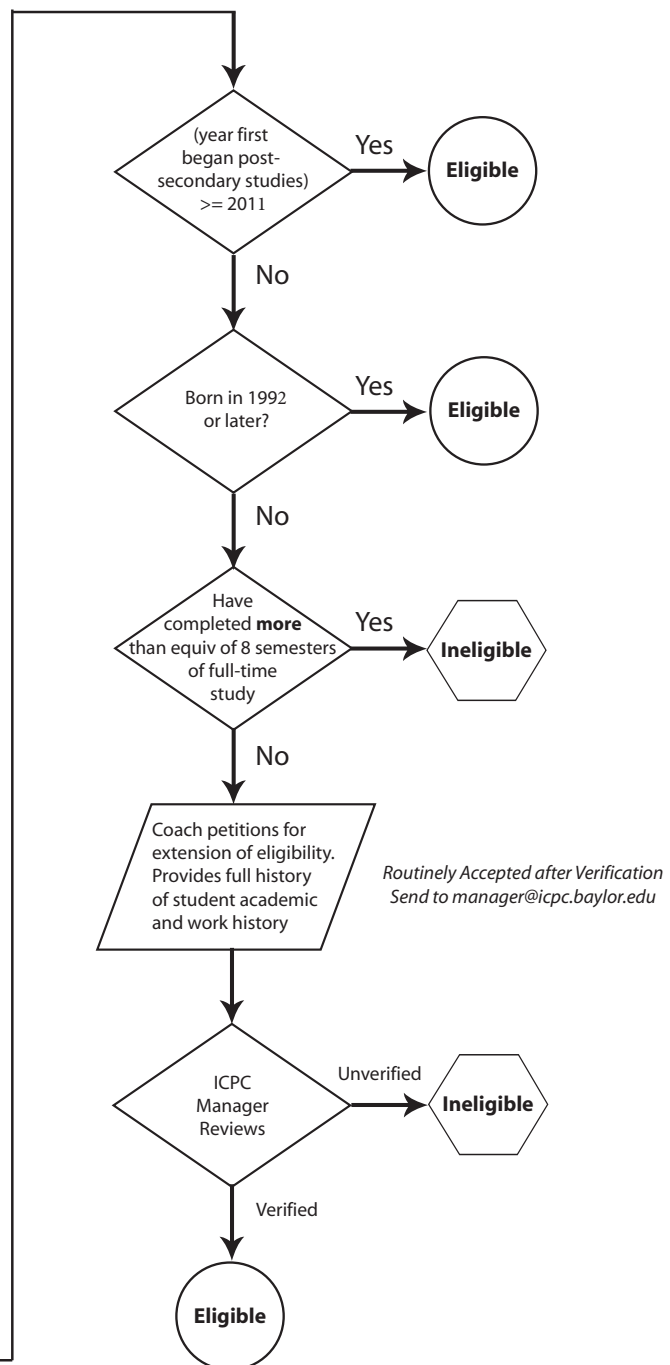 (year first
began post-
secondary studies)
>= 2011
Yes
Eligible
No
Born in 1992
or later?
Yes
Eligible
No
Have
completed more
than equiv of 8 semesters
of full-time
study
Yes
Ineligible
No
Coach petitions for
extension of eligibility.
Provides full history
of student academic
and work history
Routinely Accepted after Verification
Send to manager@icpc.baylor.edu
ICPC
Manager
Reviews
Unverified
Ineligible
Verified
Eligible